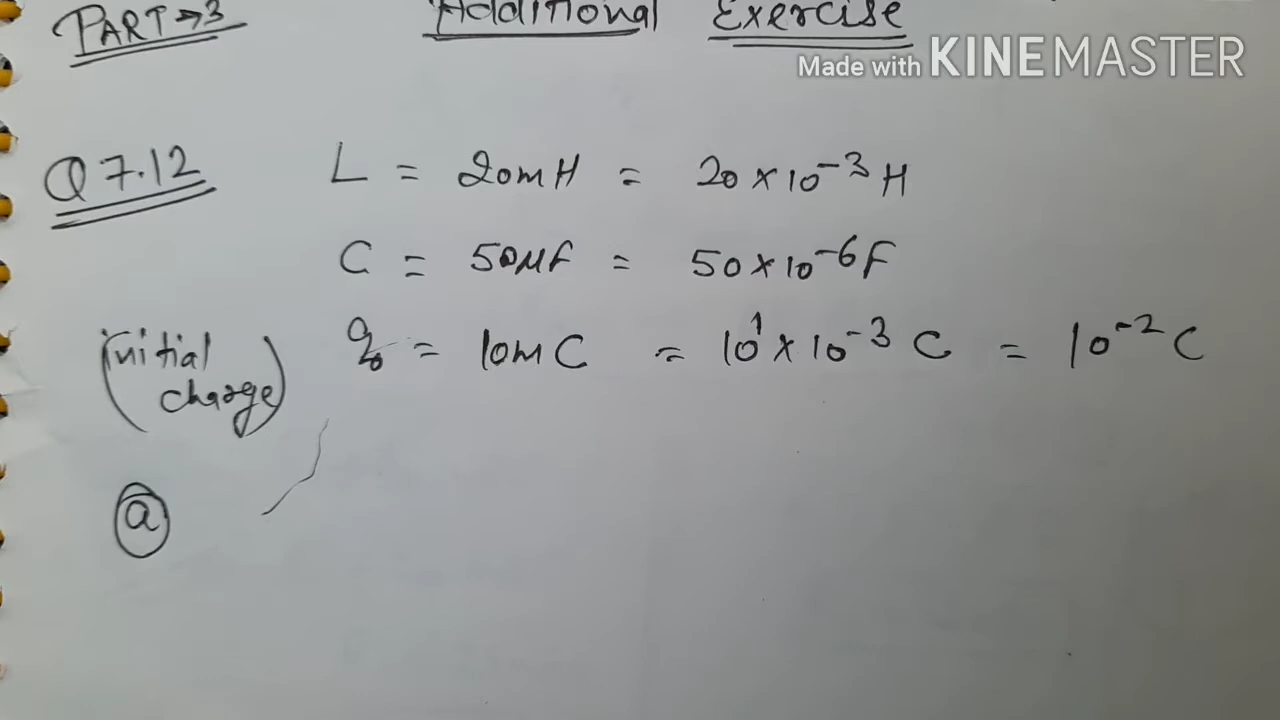 PART→3 Additional Exercise
Made with KINEMASTER
Q 7.12 L = 20mH = 20 × 10⁻³ H
C = 50μF = 50 × 10⁻⁶ F
(initial charge) q₀ = 10mC = 10¹ × 10⁻³ C = 10⁻² C
ⓐ